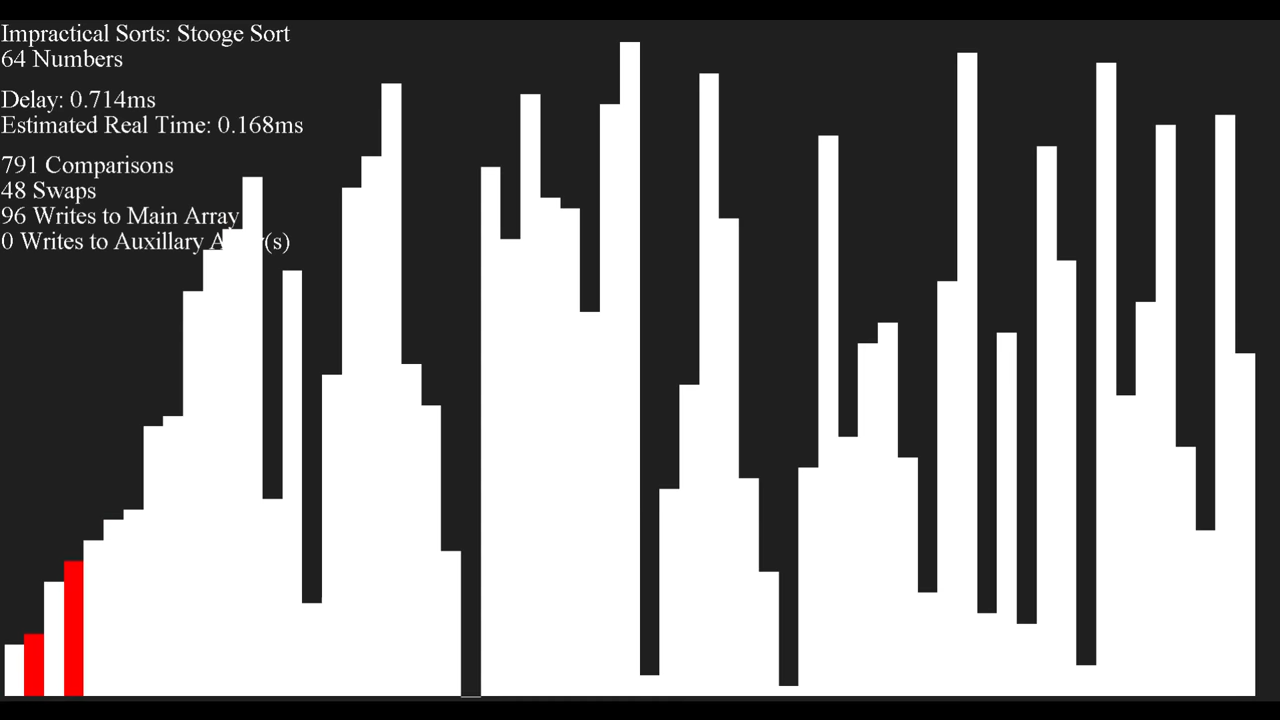 Impractical Sorts: Stooge Sort
64 Numbers
Delay: 0.714ms
Estimated Real Time: 0.168ms
791 Comparisons
48 Swaps
96 Writes to Main Array
0 Writes to Auxillary Array(s)